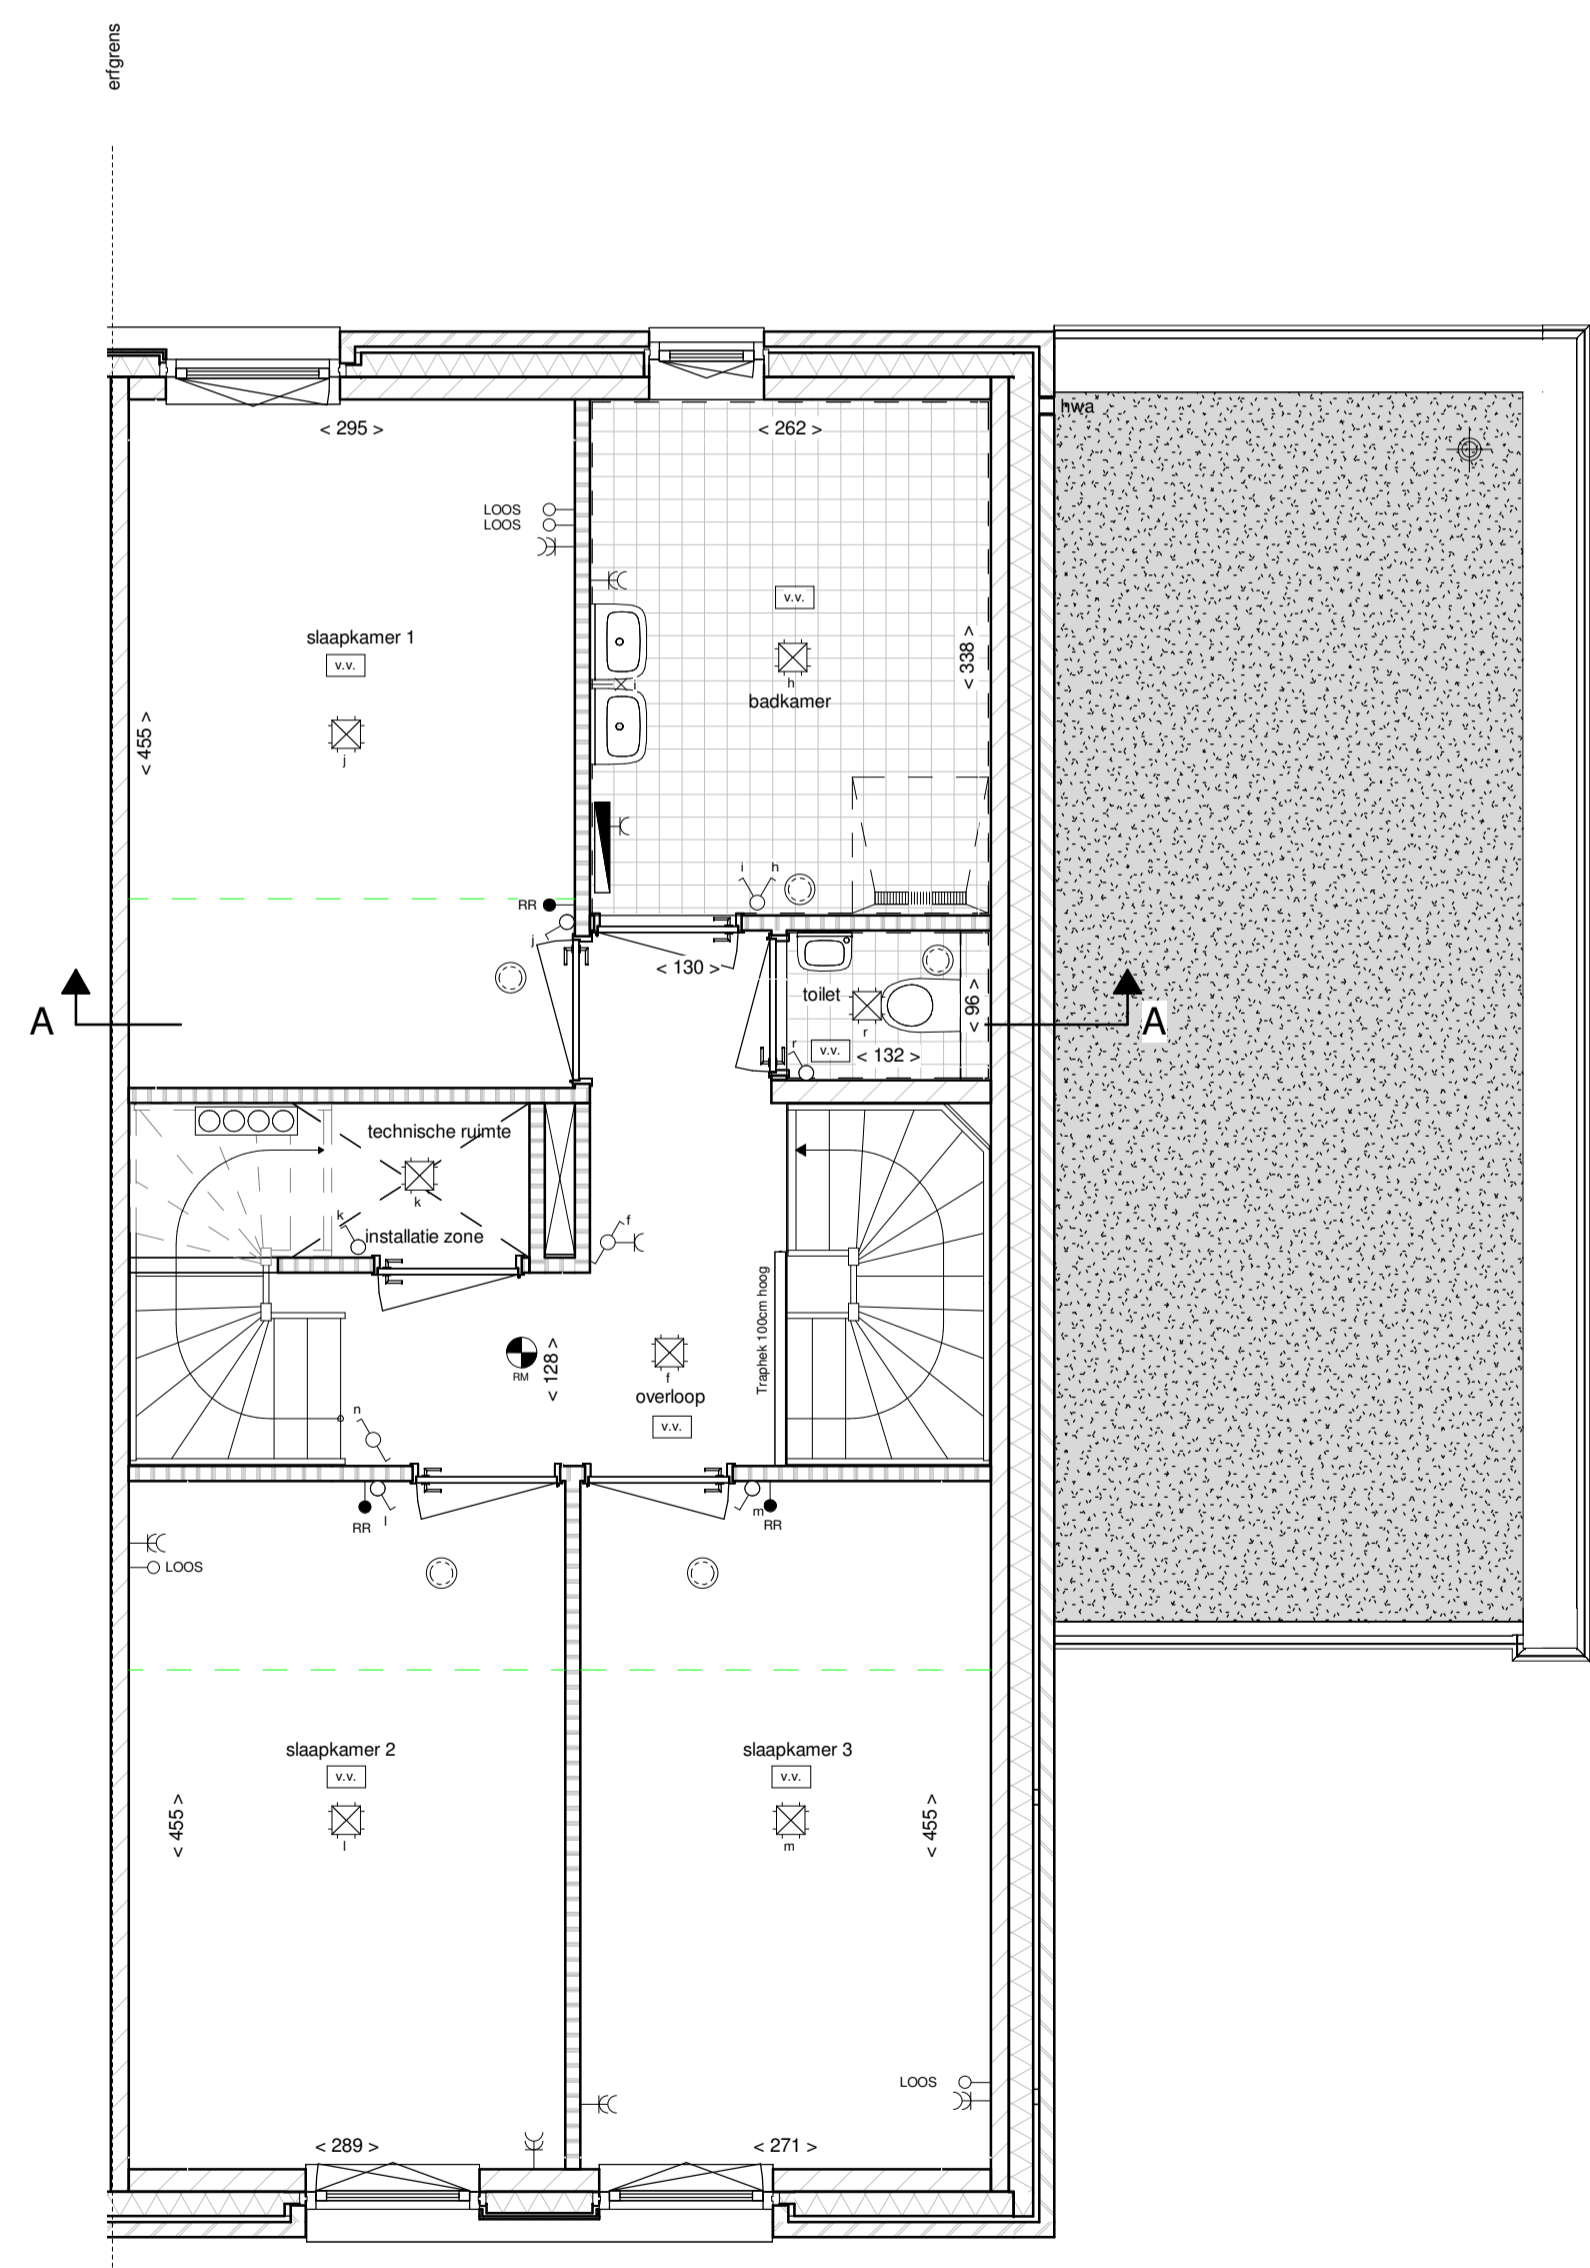 erfgrens
hwa
< 295 >
< 262 >
LOOS
LOOS
v.v.
slaapkamer 1
v.v.
< 338 >
h
i
badkamer
< 455 >
j
i h
RR
j
< 130 >
toilet
< 96 >
A
A
r
r
v.v.
< 132 >
technische ruimte
k
k
installatie zone
f
Traphek 100cm hoog
RM
< 128 >
f
overloop
v.v.
n
RR
l
m
RR
LOOS
slaapkamer 2
v.v.
slaapkamer 3
v.v.
< 455 >
l
m
< 455 >
LOOS
< 289 >
< 271 >